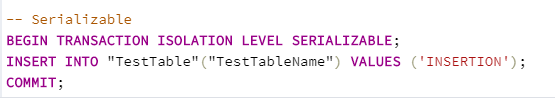 -- Serializable
BEGIN TRANSACTION ISOLATION LEVEL SERIALIZABLE;
INSERT INTO "TestTable"("TestTableName") VALUES ('INSERTION');
COMMIT;